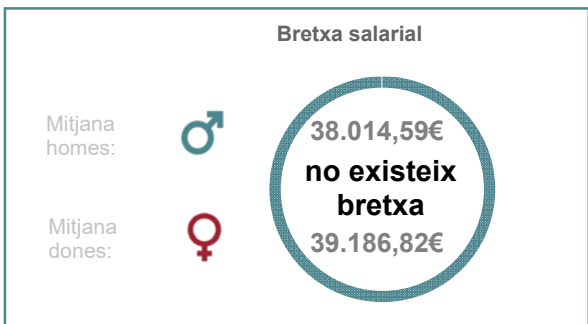 Bretxa salarial
Mitjana
homes:
38.014,59€
no existeix
bretxa
Mitjana
dones:
39.186,82€